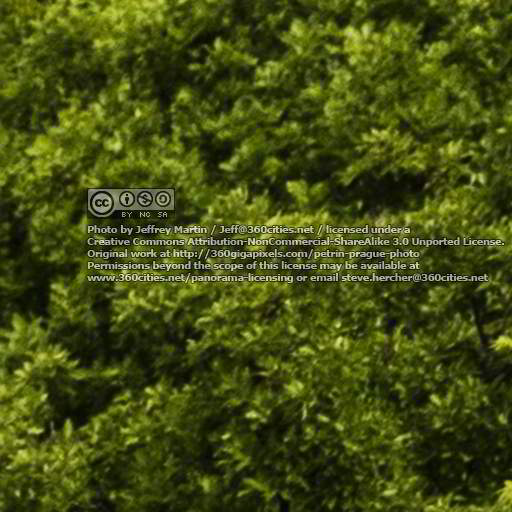 cc
BY NC SA
Photo by Jeffrey Martin / Jeff@360cities.net / licensed under a
Creative Commons Attribution-NonCommercial-ShareAlike 3.0 Unported License.
Original work at http://360gigapixels.com/petrin-prague-photo
Permissions beyond the scope of this license may be available at
www.360cities.net/panorama-licensing or email steve.hercher@360cities.net